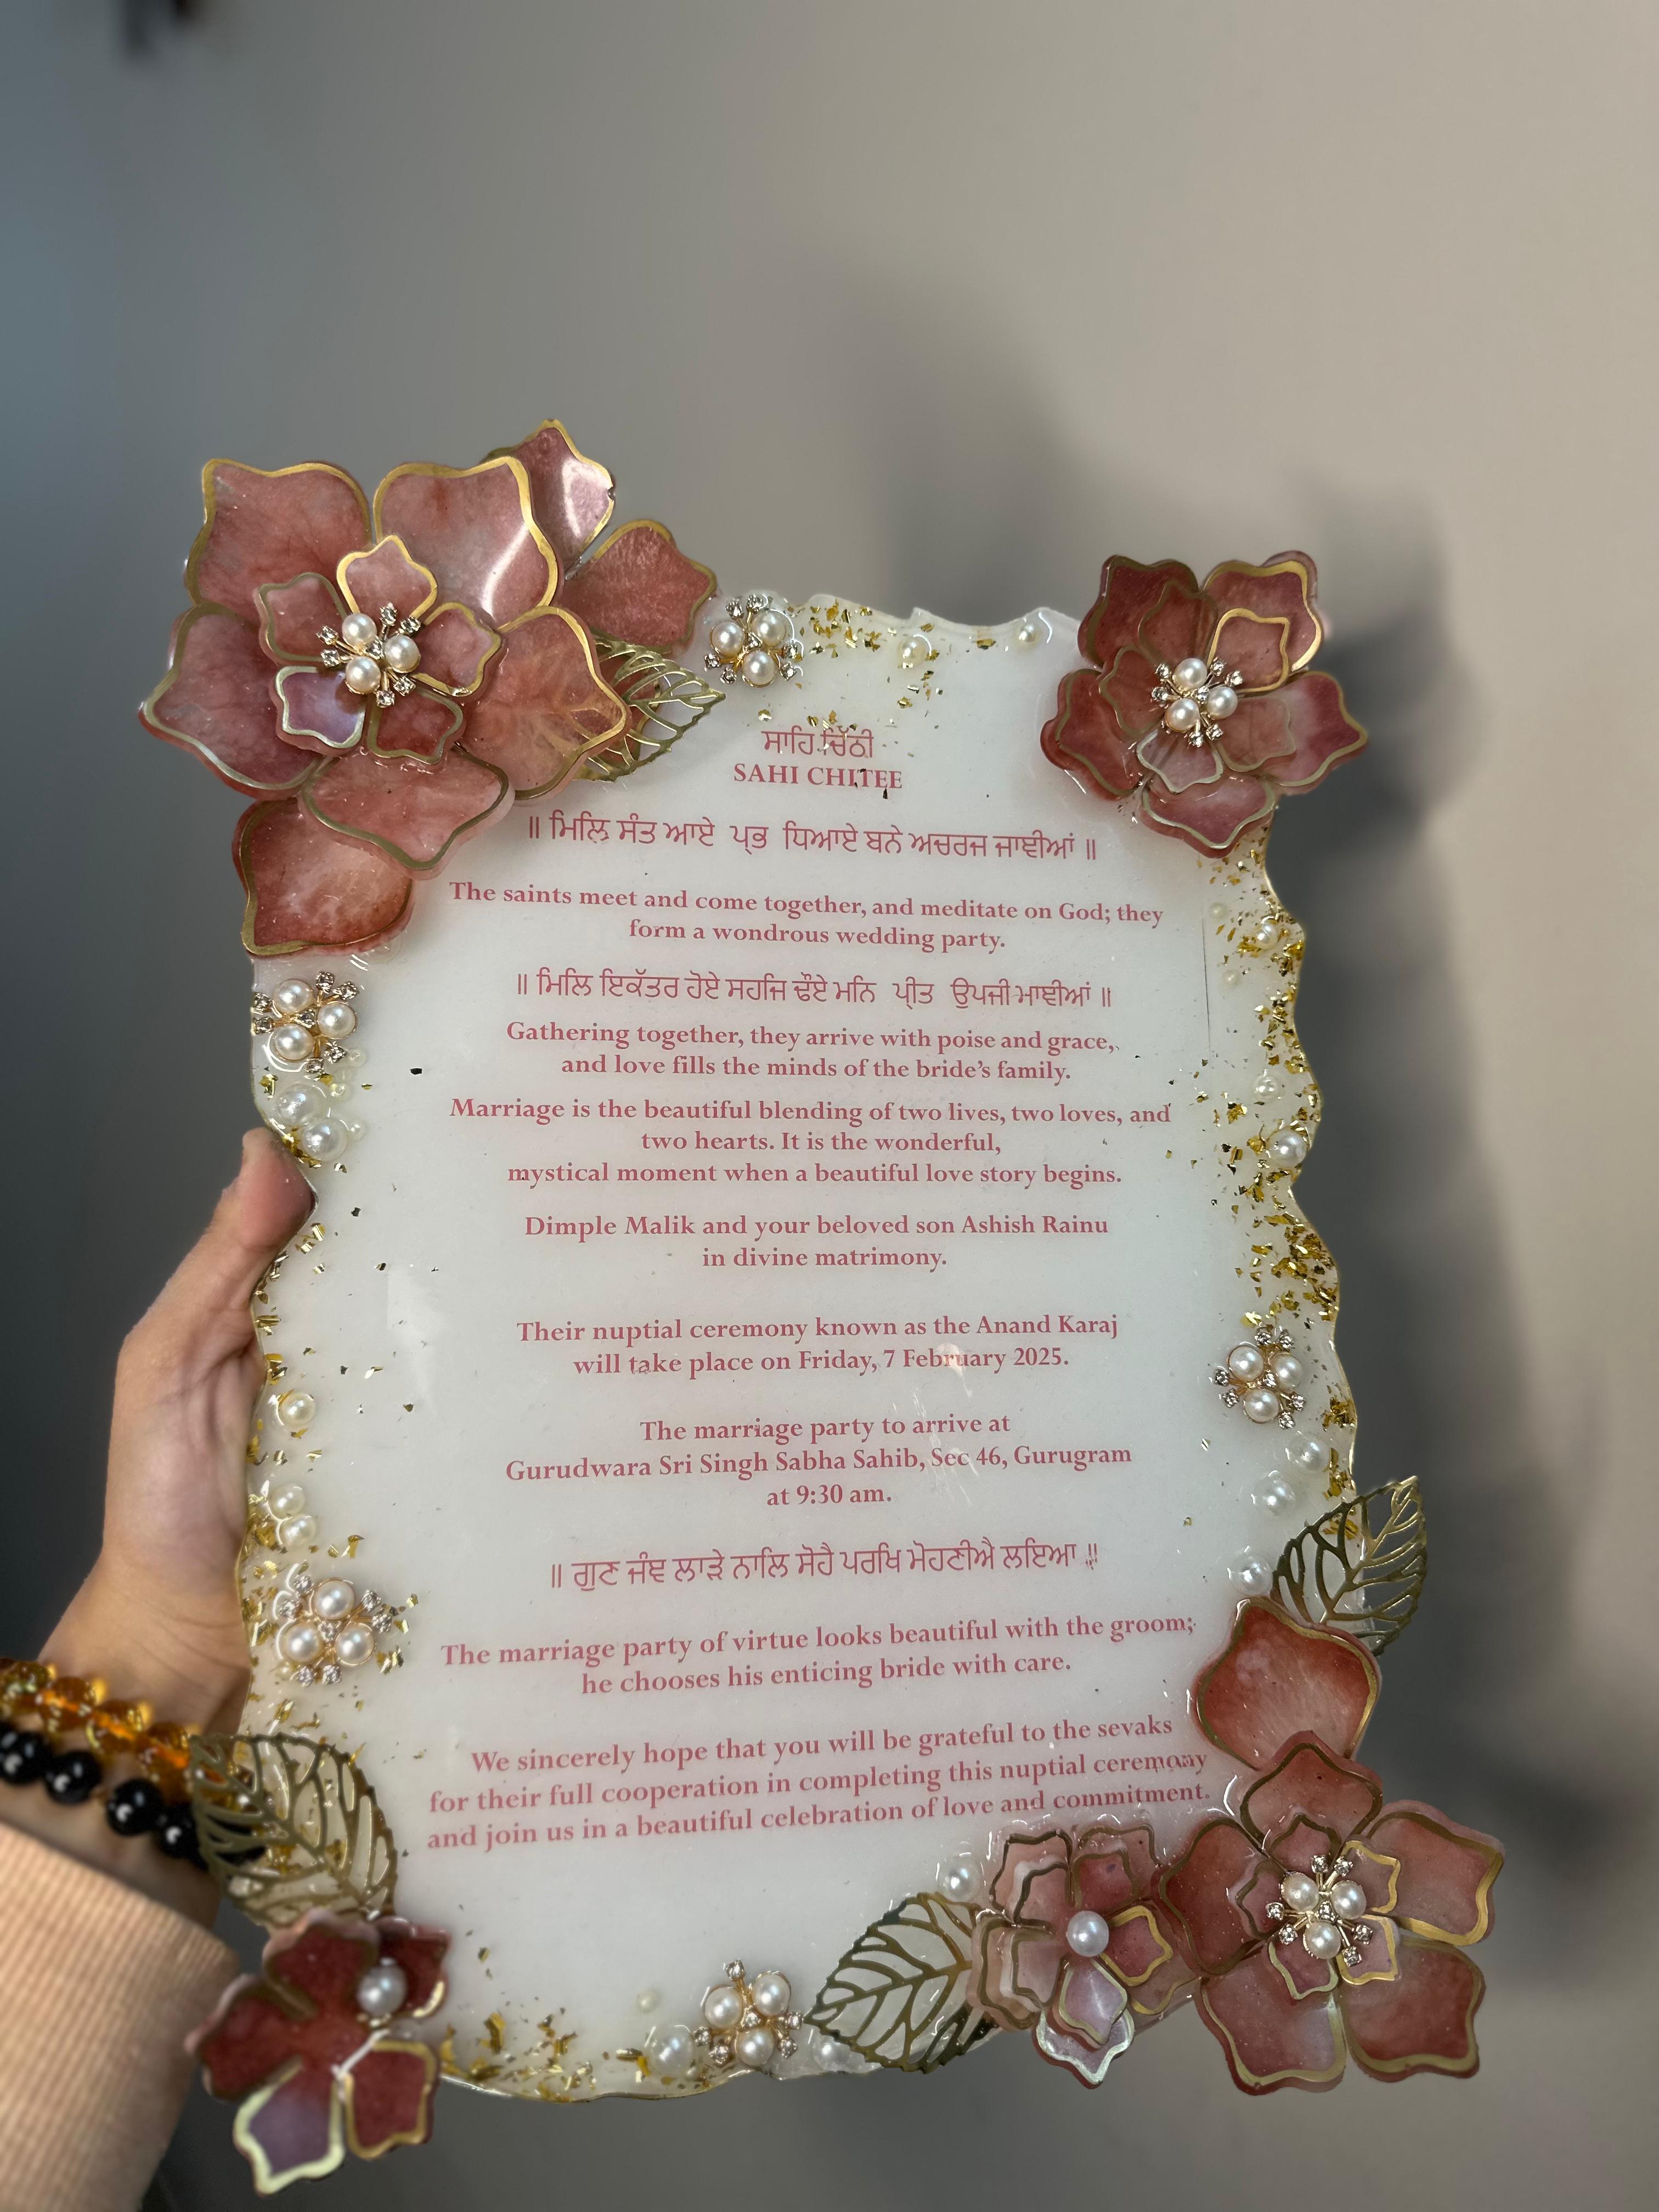 ਸਾਹਿ ਚਿੱਠੀ
SAHI CHITEE
॥ ਮਿਲਿ ਸੰਤ ਆਏ ਪ੍ਰਭ ਧਿਆਏ ਬਨੇ ਅਚਰਜ ਜਾਞੀਆਂ ॥
The saints meet and come together, and meditate on God; they
form a wondrous wedding party.
॥ ਮਿਲਿ ਇਕੱਤਰ ਹੋਏ ਸਹਜਿ ਢੌਏ ਮਨਿ ਪ੍ਰੀਤ ਉਪਜੀ ਮਾਞੀਆਂ ॥
Gathering together, they arrive with poise and grace,
and love fills the minds of the bride’s family.
Marriage is the beautiful blending of two lives, two loves, and
two hearts. It is the wonderful,
mystical moment when a beautiful love story begins.
Dimple Malik and your beloved son Ashish Rainu
in divine matrimony.
Their nuptial ceremony known as the Anand Karaj
will take place on Friday, 7 February 2025.
The marriage party to arrive at
Gurudwara Sri Singh Sabha Sahib, Sec 46, Gurugram
at 9:30 am.
॥ ਗੁਣ ਜੰਞ ਲਾੜੇ ਨਾਲਿ ਸੋਹੈ ਪਰਖਿ ਮੋਹਣੀਐ ਲਇਆ ॥
The marriage party of virtue looks beautiful with the groom;
he chooses his enticing bride with care.
We sincerely hope that you will be grateful to the sevaks
for their full cooperation in completing this nuptial ceremony
and join us in a beautiful celebration of love and commitment.